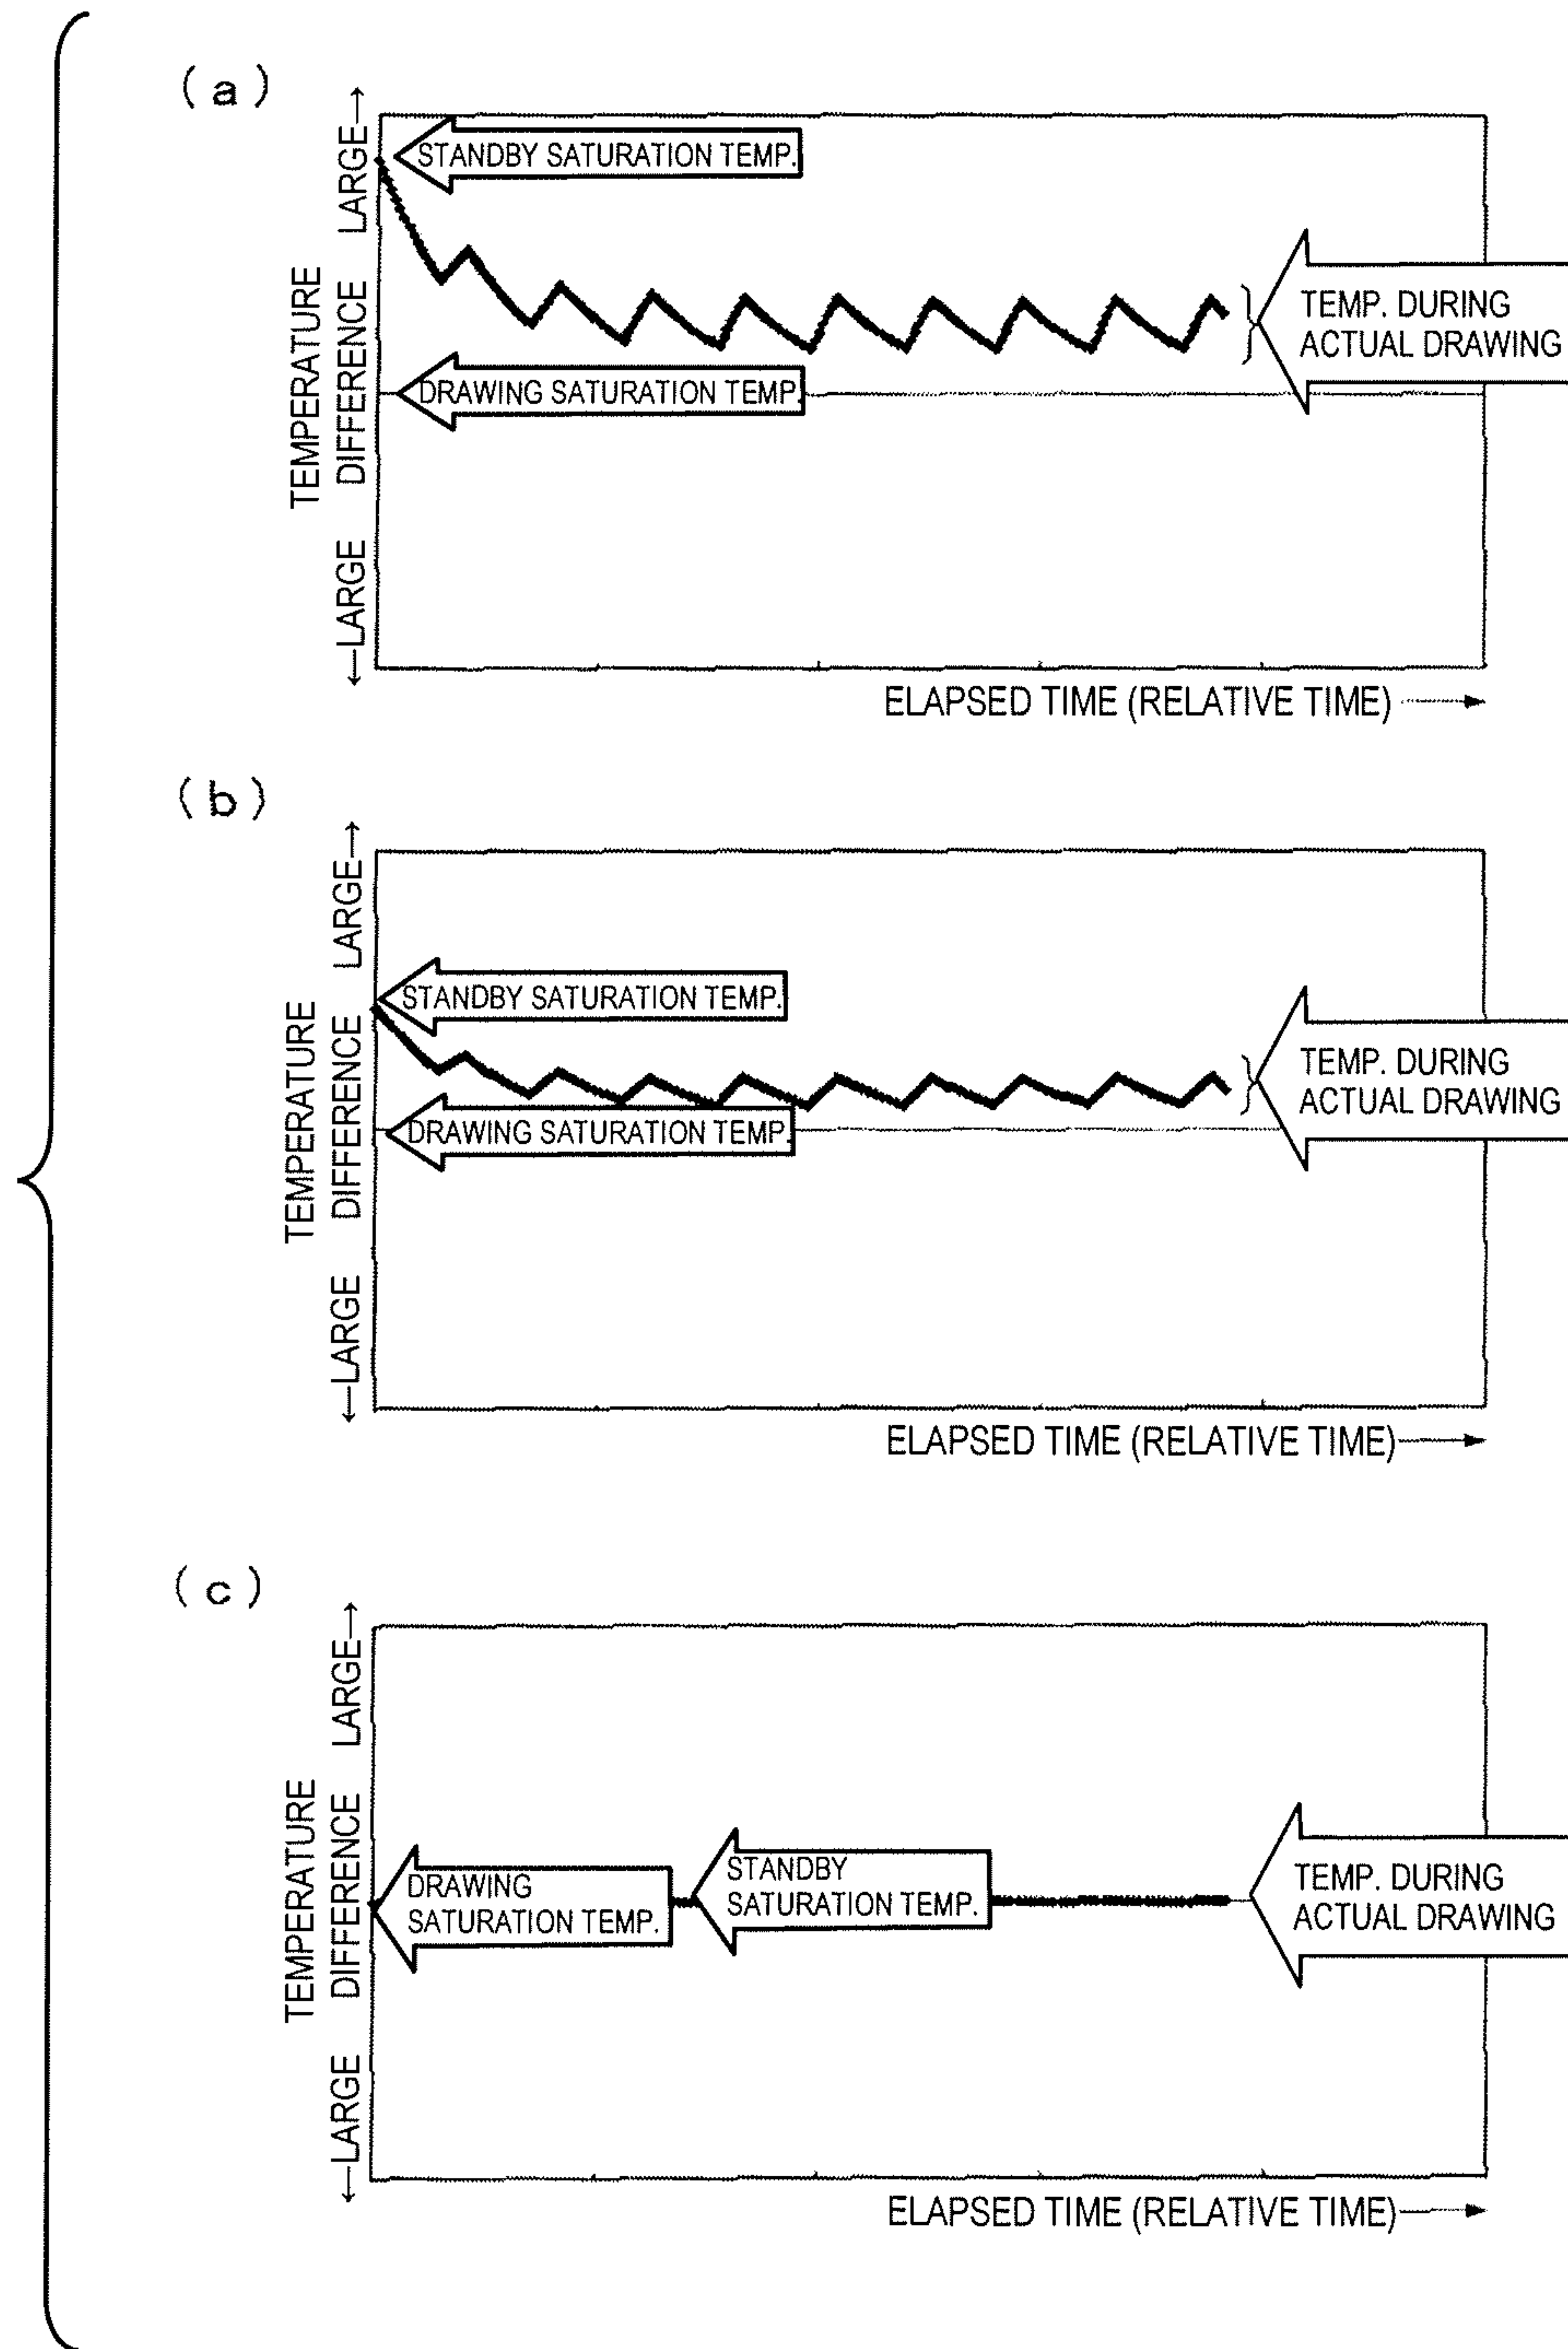 (a)
←LARGE TEMPERATURE DIFFERENCE LARGE→
STANDBY SATURATION TEMP.
TEMP. DURING
ACTUAL DRAWING
DRAWING SATURATION TEMP.
ELAPSED TIME (RELATIVE TIME) →
(b)
←LARGE TEMPERATURE DIFFERENCE LARGE→
STANDBY SATURATION TEMP.
TEMP. DURING
ACTUAL DRAWING
DRAWING SATURATION TEMP.
ELAPSED TIME (RELATIVE TIME) →
(c)
←LARGE TEMPERATURE DIFFERENCE LARGE→
DRAWING
SATURATION TEMP.
STANDBY
SATURATION TEMP.
TEMP. DURING
ACTUAL DRAWING
ELAPSED TIME (RELATIVE TIME) →